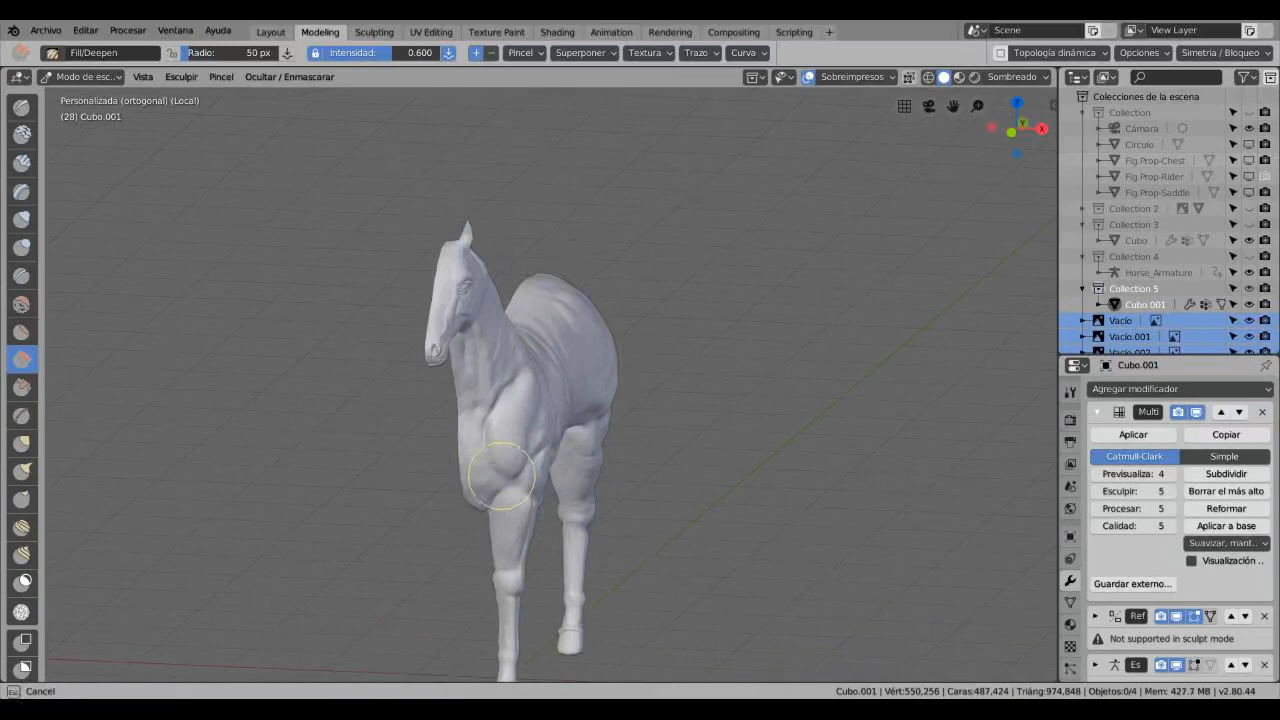 Archivo Editar Procesar Ventana Ayuda Layout Modeling Sculpting UV Editing Texture Paint Shading Animation Rendering Compositing Scripting + Scene View Layer
Fill/Deepen Radio: 50 px Intensidad: 0.600 + − Pincel Superponer Textura Trazo Curva Topología dinámica Opciones Simetría / Bloqueo
Modo de esc... Vista Esculpir Pincel Ocultar / Enmascarar Sobreimpresos Sombreado
Personalizada (ortogonal) (Local)
(28) Cubo.001
Z
Y
X
Colecciones de la escena
Collection
Cámara
Círculo
Fig.Prop-Chest
Fig.Prop-Rider
Fig.Prop-Saddle
Collection 2
Collection 3
Cubo
Collection 4
Horse_Armature
Collection 5
Cubo.001
Vacío
Vacío.001
Vacío.002
Cubo.001
Agregar modificador
Multi
Aplicar Copiar
Catmull-Clark Simple
Previsualiza: 4 Subdividir
Esculpir: 5 Borrar el más alto
Procesar: 5 Reformar
Calidad: 5 Aplicar a base
Suavizar, mant..
Visualización ..
Guardar externo...
Ref
Not supported in sculpt mode
Es
Esc Cancel Cubo.001 | Vért:550,256 | Caras:487,424 | Triáng:974,848 | Objetos:0/4 | Mem: 427.7 MB | v2.80.44